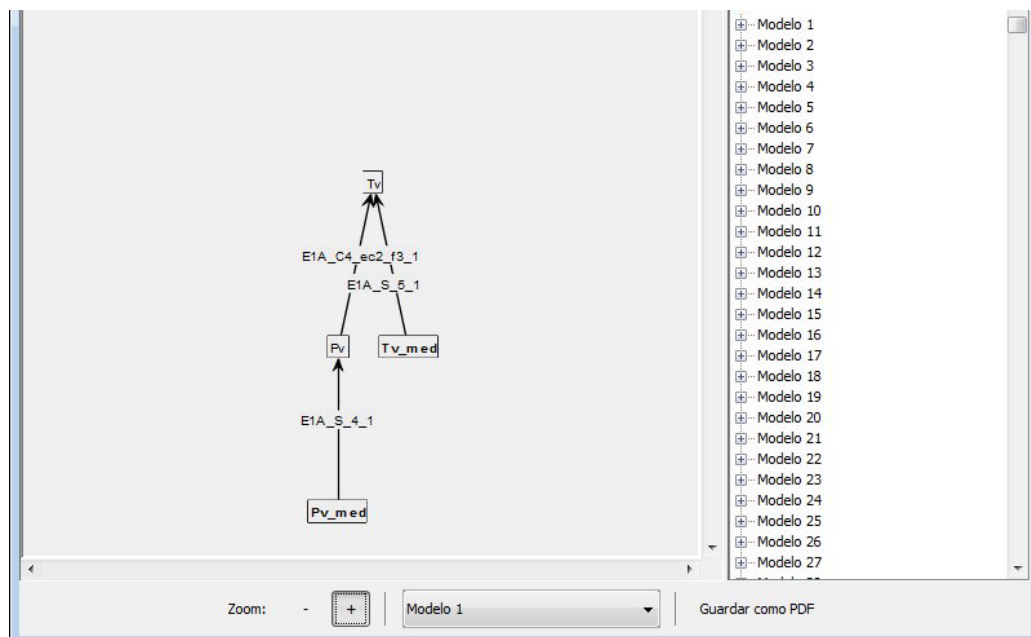 Tv
E1A_C4_ec2_f3_1
E1A_S_5_1
Pv
Tv_med
E1A_S_4_1
Pv_med
Modelo 1
Modelo 2
Modelo 3
Modelo 4
Modelo 5
Modelo 6
Modelo 7
Modelo 8
Modelo 9
Modelo 10
Modelo 11
Modelo 12
Modelo 13
Modelo 14
Modelo 15
Modelo 16
Modelo 17
Modelo 18
Modelo 19
Modelo 20
Modelo 21
Modelo 22
Modelo 23
Modelo 24
Modelo 25
Modelo 26
Modelo 27
Zoom: - + Modelo 1 Guardar como PDF